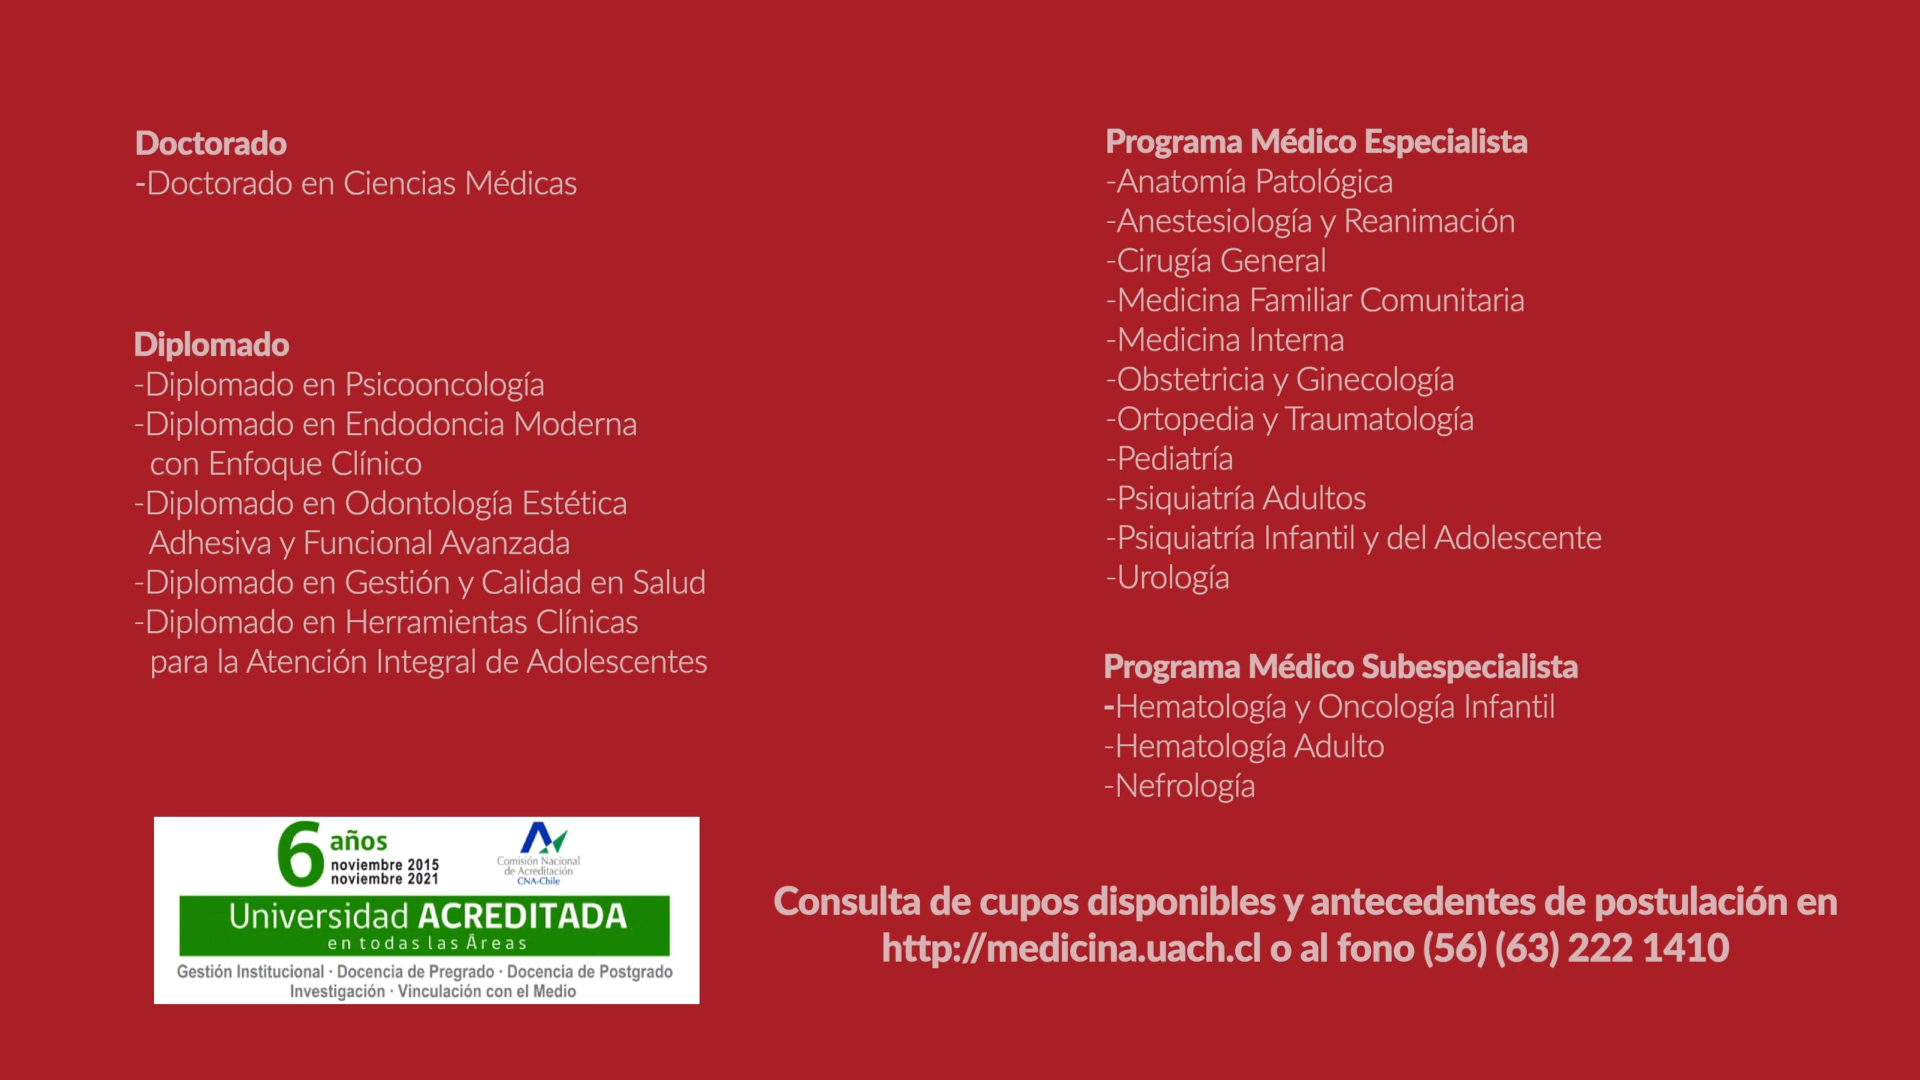 Doctorado
-Doctorado en Ciencias Médicas
Diplomado
-Diplomado en Psicooncología
-Diplomado en Endodoncia Moderna
con Enfoque Clínico
-Diplomado en Odontología Estética
Adhesiva y Funcional Avanzada
-Diplomado en Gestión y Calidad en Salud
-Diplomado en Herramientas Clínicas
para la Atención Integral de Adolescentes
Programa Médico Especialista
-Anatomía Patológica
-Anestesiología y Reanimación
-Cirugía General
-Medicina Familiar Comunitaria
-Medicina Interna
-Obstetricia y Ginecología
-Ortopedia y Traumatología
-Pediatría
-Psiquiatría Adultos
-Psiquiatría Infantil y del Adolescente
-Urología
Programa Médico Subespecialista
-Hematología y Oncología Infantil
-Hematología Adulto
-Nefrología
6 años
noviembre 2015
noviembre 2021
Comisión Nacional
de Acreditación
CNA-Chile
Universidad ACREDITADA
en todas las Áreas
Gestión Institucional · Docencia de Pregrado · Docencia de Postgrado
Investigación · Vinculación con el Medio
Consulta de cupos disponibles y antecedentes de postulación en
http://medicina.uach.cl o al fono (56) (63) 222 1410